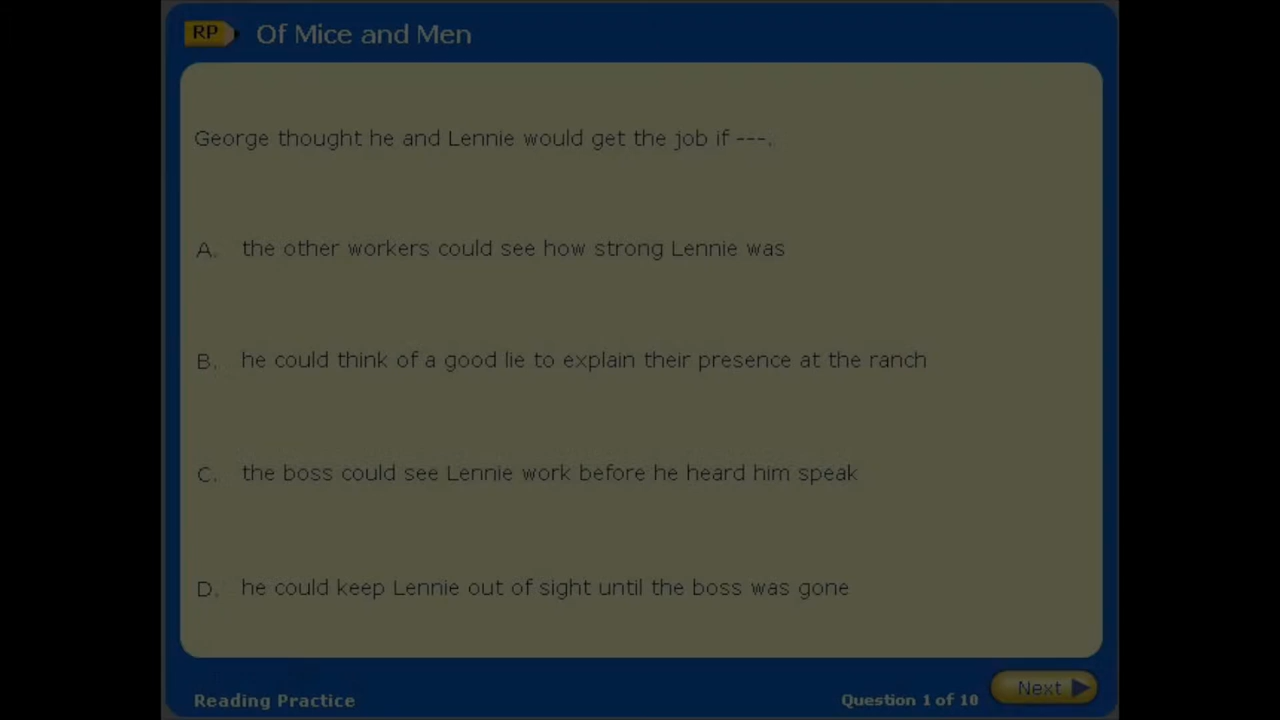 RP Of Mice and Men
George thought he and Lennie would get the job if ---.
A. the other workers could see how strong Lennie was
B. he could think of a good lie to explain their presence at the ranch
C. the boss could see Lennie work before he heard him speak
D. he could keep Lennie out of sight until the boss was gone
Next
Reading Practice Question 1 of 10